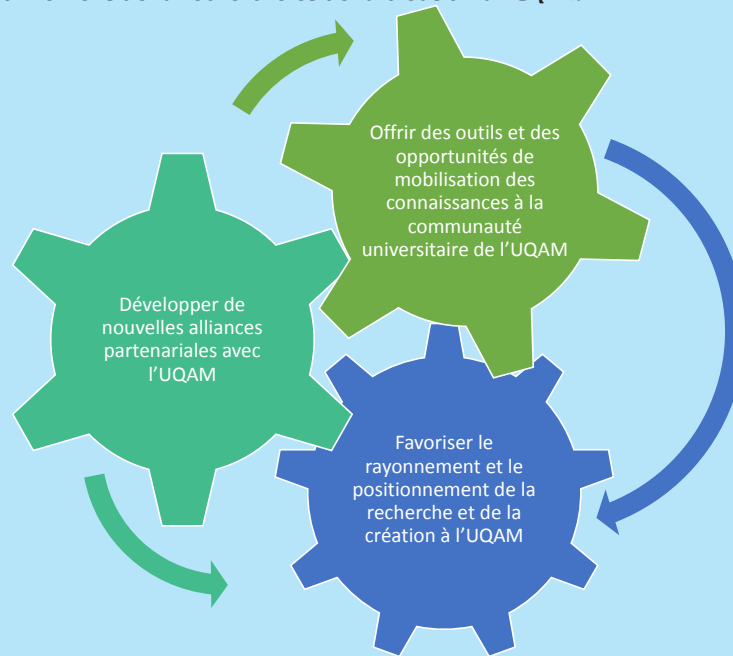 Offrir des outils et des
opportunités de
mobilisation des
connaissances à la
communauté
universitaire de l'UQAM
Développer de
nouvelles alliances
partenariales avec
l'UQAM
Favoriser le
rayonnement et le
positionnement de la
recherche et de la
création à l'UQAM